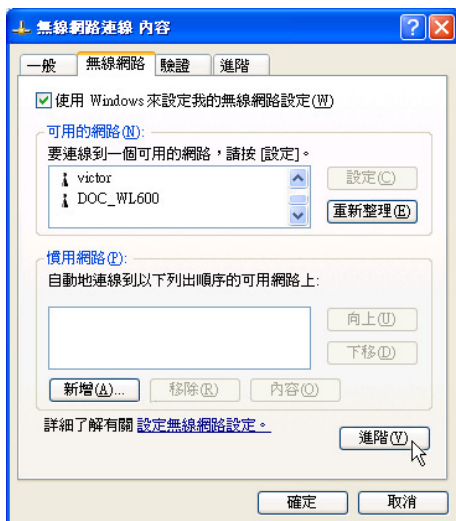 無線網路連線 內容
一般 無線網路 驗證 進階
使用 Windows 來設定我的無線網路設定(W)
可用的網路(N):
要連線到一個可用的網路，請按 [設定]。
victor
DOC_WL600
設定(C)
重新整理(E)
慣用網路(P):
自動地連線到以下列出順序的可用網路上:
向上(U)
下移(D)
新增(A)... 移除(R) 內容(O)
詳細了解有關 設定無線網路設定。
進階(V)
確定 取消